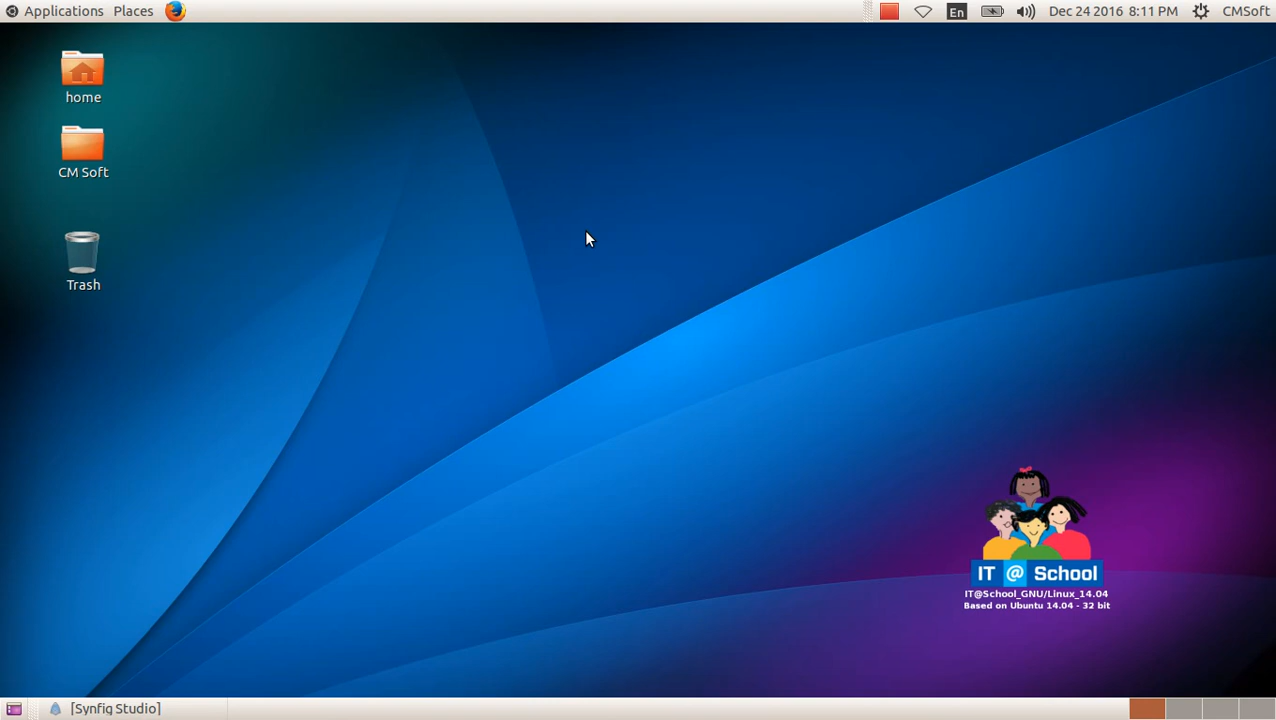 Applications Places
En
Dec 24 2016 8:11 PM
CMSoft
home
CM Soft
Trash
IT @ School
IT@School_GNU/Linux_14.04
Based on Ubuntu 14.04 - 32 bit
[Synfig Studio]